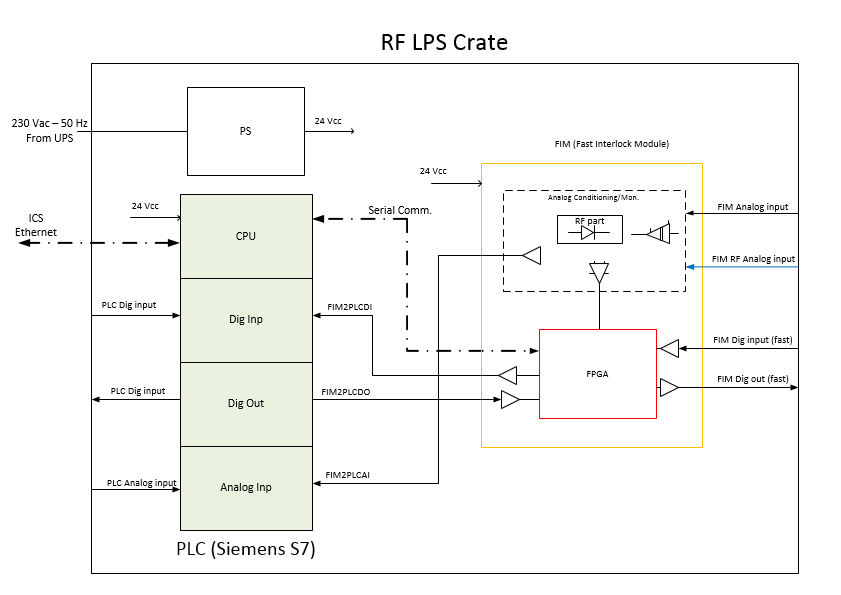 RF LPS Crate
230 Vac – 50 Hz
From UPS
PS
24 Vcc
FIM (Fast Interlock Module)
24 Vcc
Analog Conditioning/Mon.
RF part
FIM Analog input
FIM RF Analog input
24 Vcc
Serial Comm.
ICS
Ethernet
CPU
PLC Dig input
Dig Inp
FIM2PLCDI
FIM Dig input (fast)
FPGA
FIM Dig out (fast)
PLC Dig input
Dig Out
FIM2PLCDO
PLC Analog input
Analog Inp
FIM2PLCAI
PLC (Siemens S7)